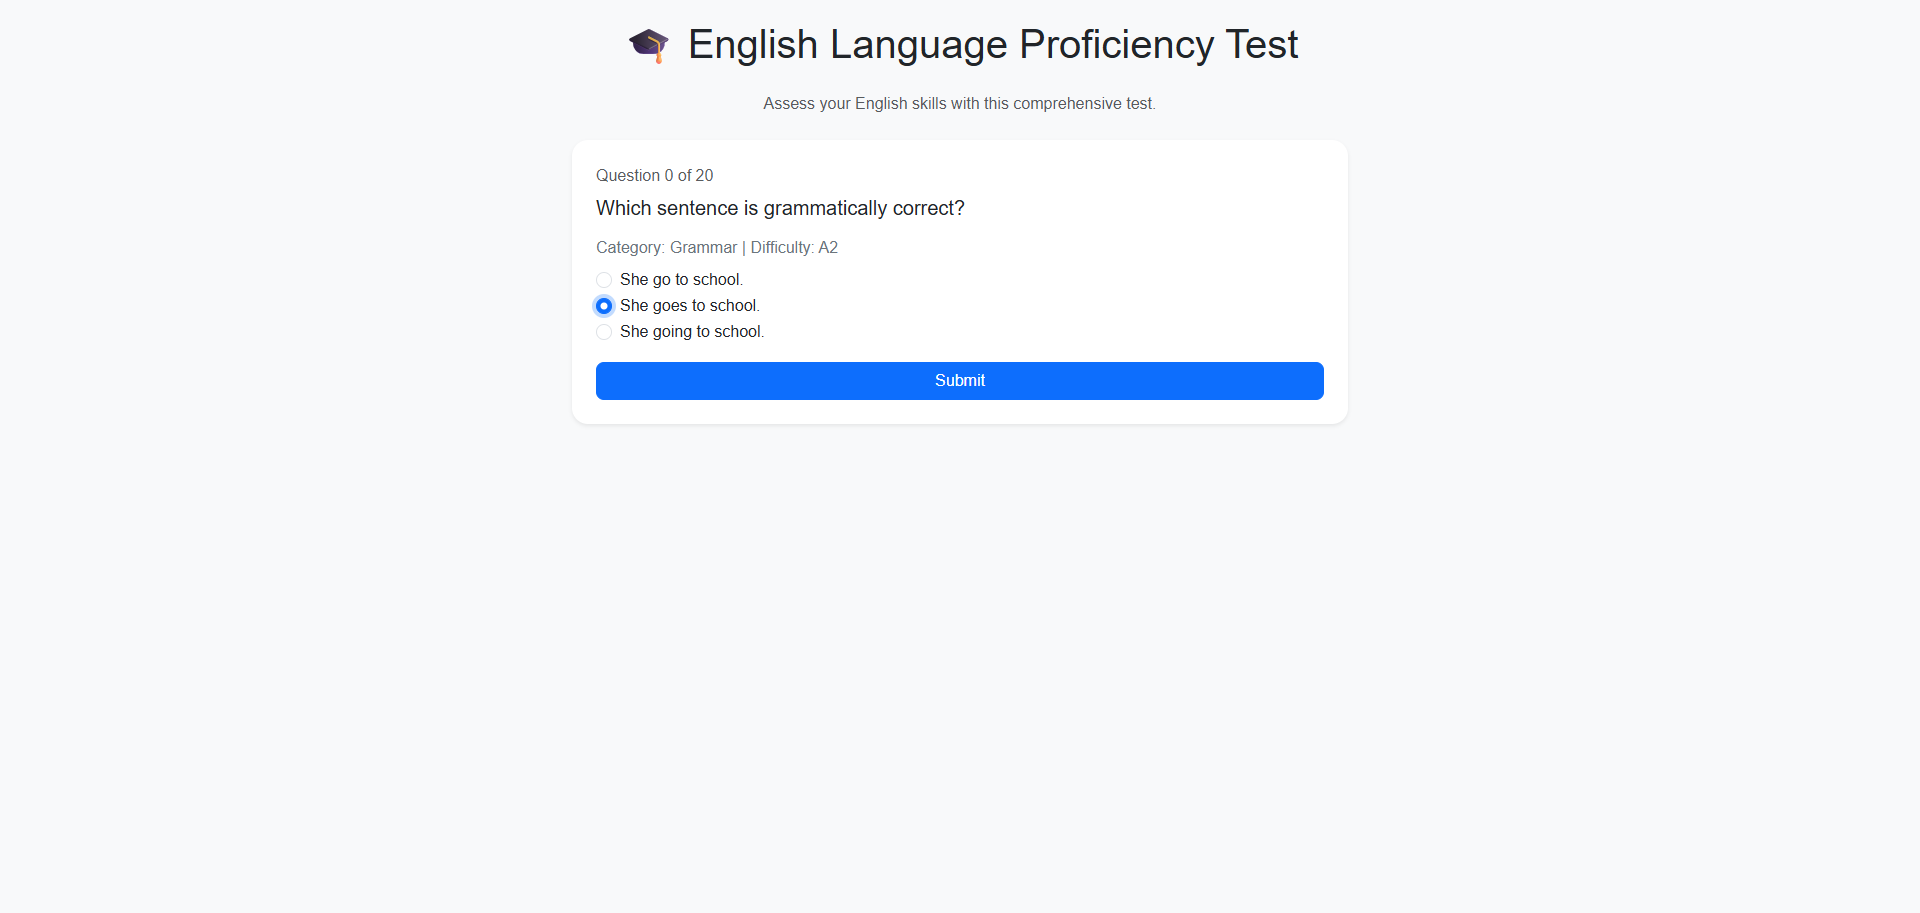 English Language Proficiency Test
Assess your English skills with this comprehensive test.
Question 0 of 20
Which sentence is grammatically correct?
Category: Grammar | Difficulty: A2
She go to school.
She goes to school.
She going to school.
Submit